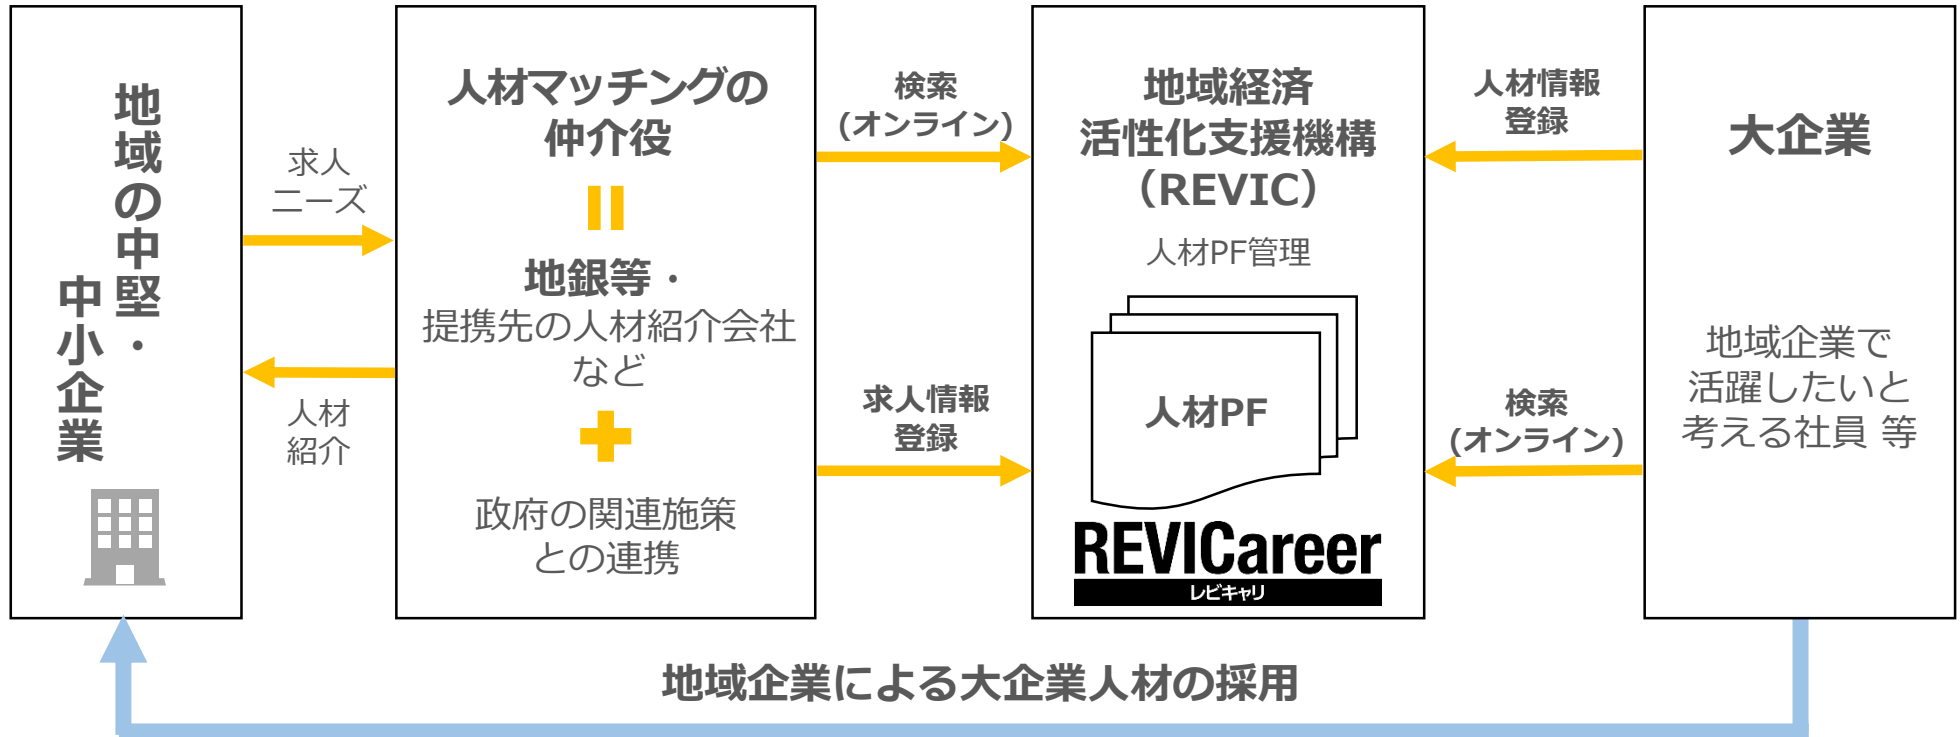 地域の中堅・
中小企業
求人
ニーズ
人材
紹介
人材マッチングの
仲介役
地銀等・
提携先の人材紹介会社
など
政府の関連施策
との連携
検索
(オンライン)
求人情報
登録
地域経済
活性化支援機構
（REVIC）
人材PF管理
人材PF
REVICareer
レビキャリ
人材情報
登録
検索
(オンライン)
大企業
地域企業で
活躍したいと
考える社員 等
地域企業による大企業人材の採用